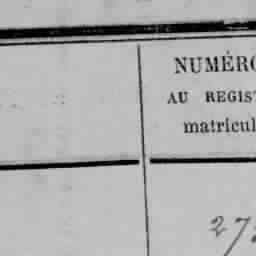 NUMÉRO
AU REGIST
matricul
27